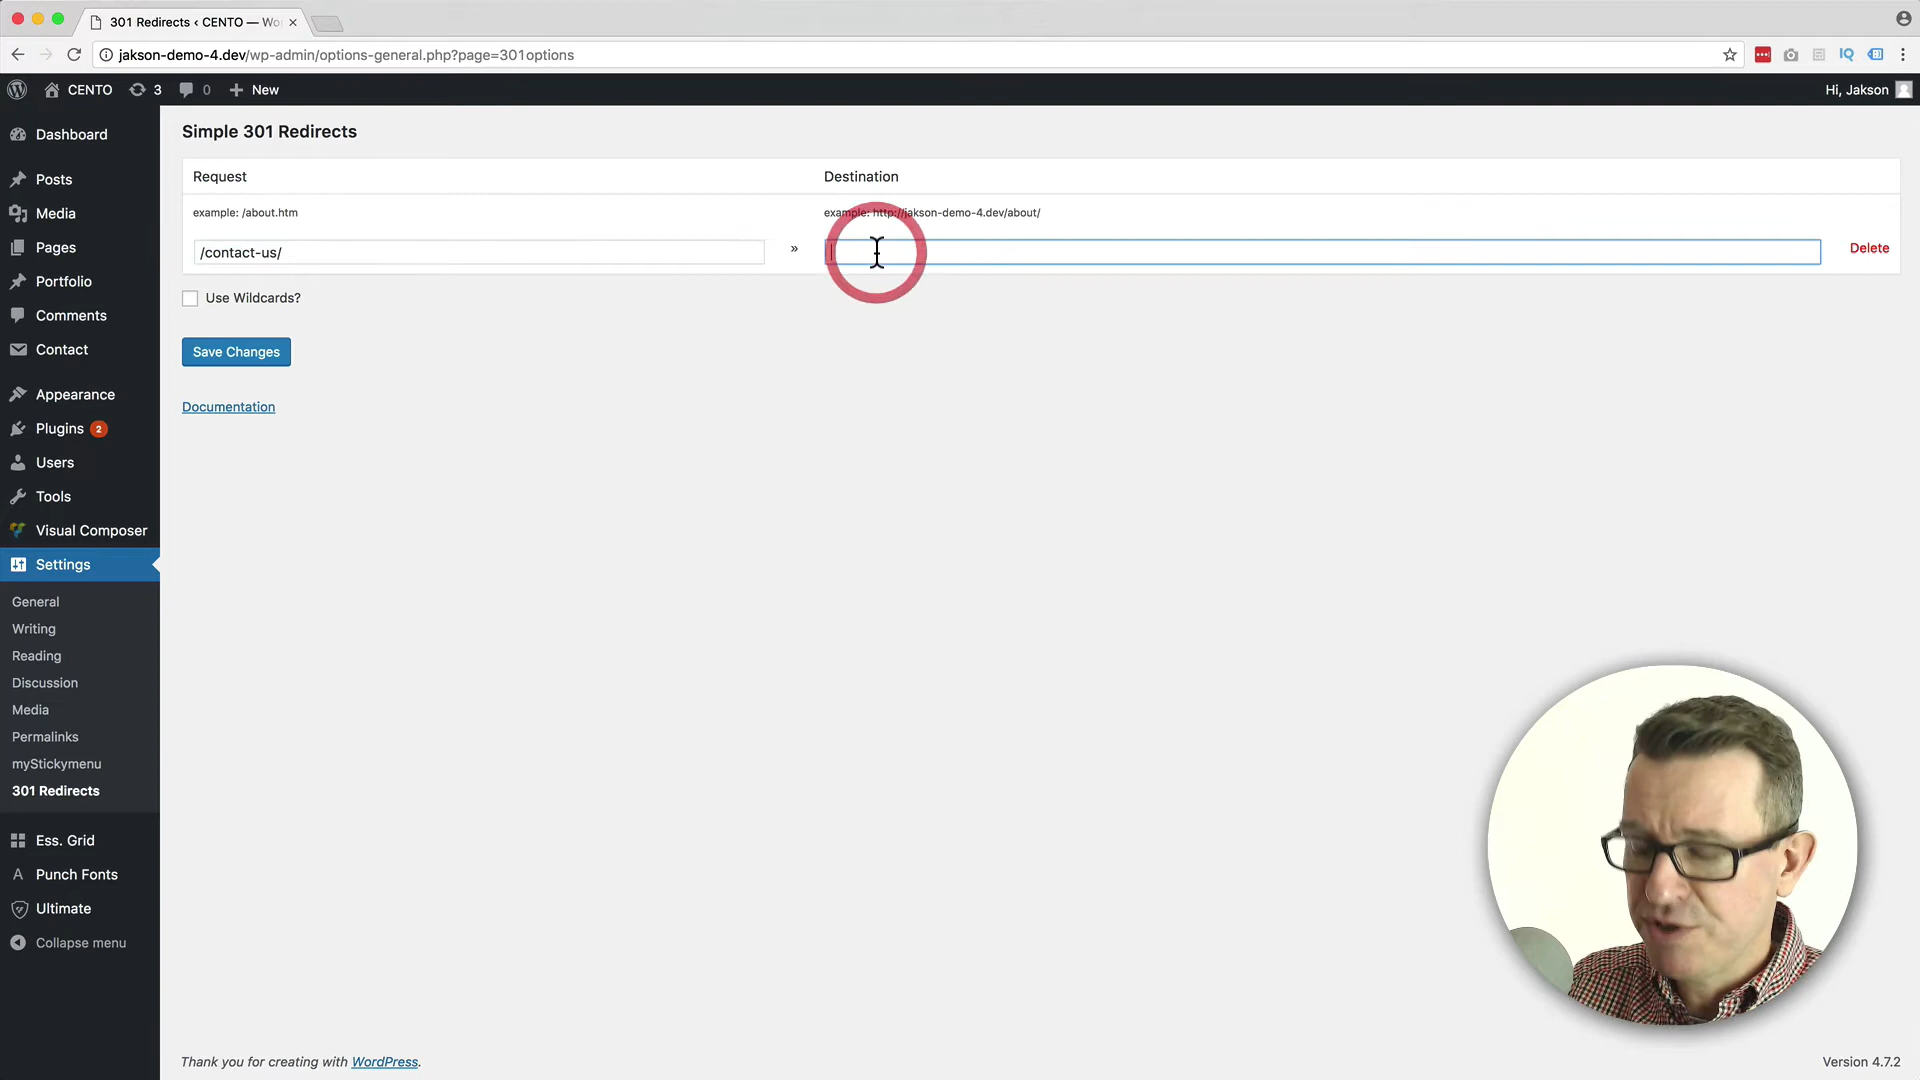 301 Redirects ‹ CENTO — Wo
jakson-demo-4.dev/wp-admin/options-general.php?page=301options
CENTO 3 0 New
Hi, Jakson
Dashboard
Posts
Media
Pages
Portfolio
Comments
Contact
Appearance
Plugins 2
Users
Tools
Visual Composer
Settings
General
Writing
Reading
Discussion
Media
Permalinks
myStickymenu
301 Redirects
Ess. Grid
Punch Fonts
Ultimate
Collapse menu
Simple 301 Redirects
Request Destination
example: /about.htm example: http://jakson-demo-4.dev/about/
/contact-us/ » Delete
Use Wildcards?
Save Changes
Documentation
Thank you for creating with WordPress.
Version 4.7.2